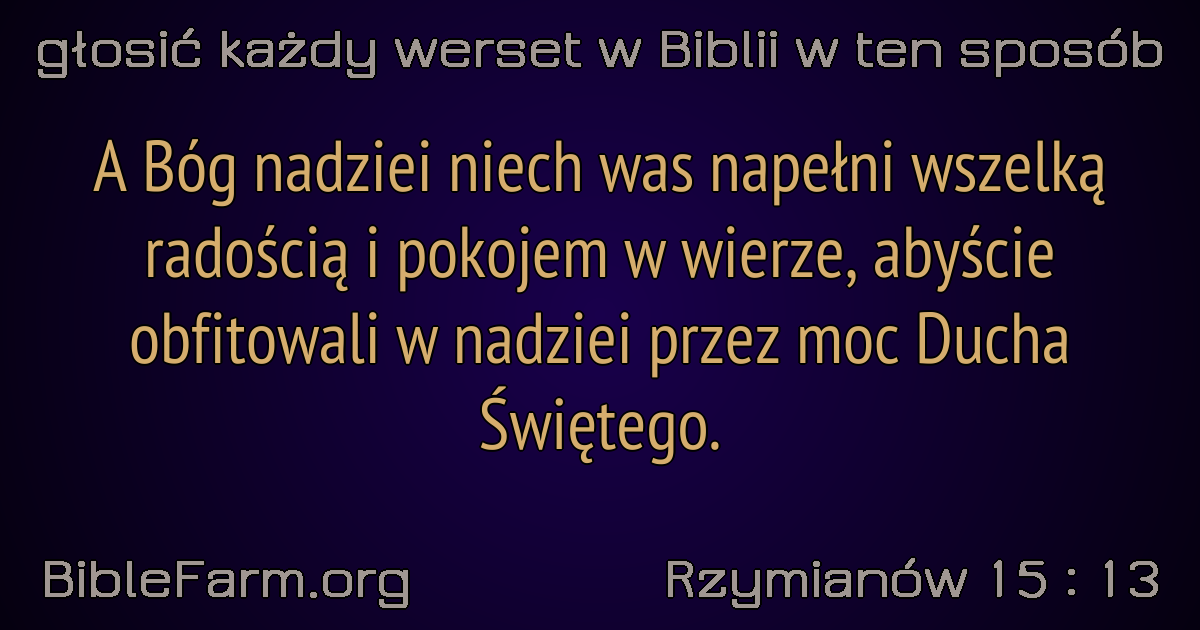 głosić każdy werset w Biblii w ten sposób
A Bóg nadziei niech was napełni wszelką
radością i pokojem w wierze, abyście
obfitowali w nadziei przez moc Ducha
Świętego.
BibleFarm.org
Rzymianów 15 : 13